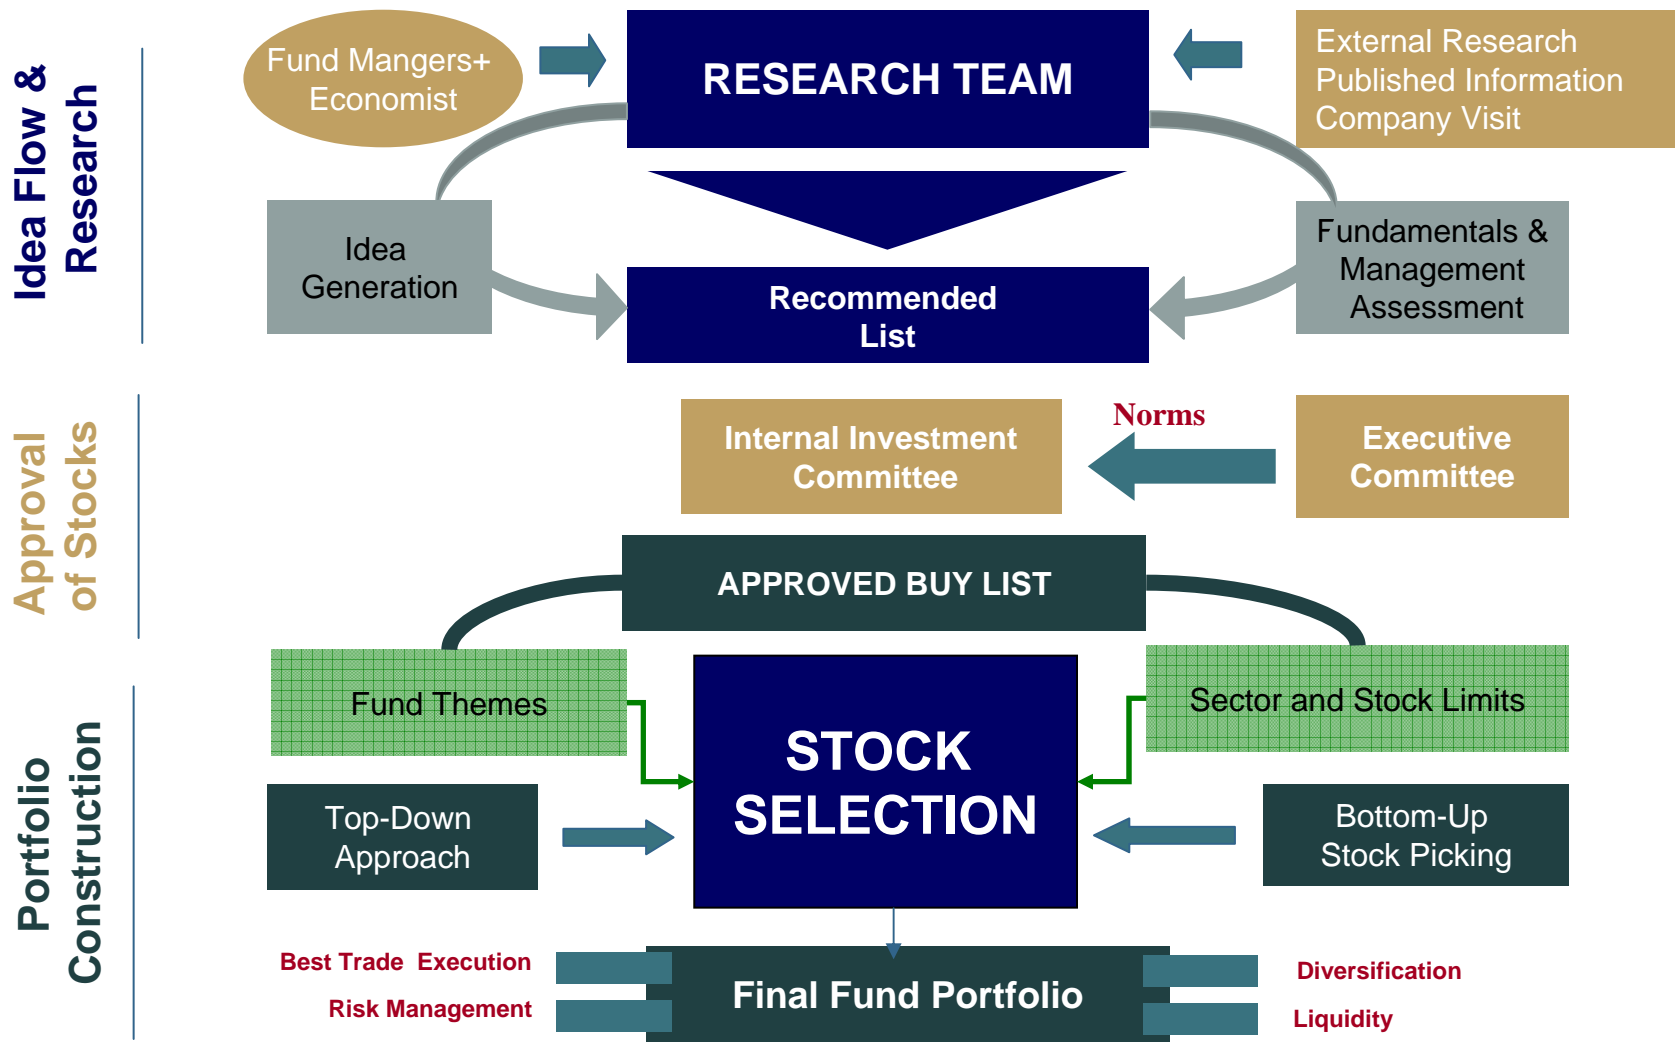 Idea Flow &
Research
Fund Mangers+
Economist
RESEARCH TEAM
External Research
Published Information
Company Visit
Idea
Generation
Recommended
List
Fundamentals &
Management
Assessment
Approval
of Stocks
Internal Investment
Committee
Norms
Executive
Committee
APPROVED BUY LIST
Portfolio
Construction
Fund Themes
STOCK
SELECTION
Sector and Stock Limits
Top-Down
Approach
Bottom-Up
Stock Picking
Best Trade Execution
Risk Management
Final Fund Portfolio
Diversification
Liquidity